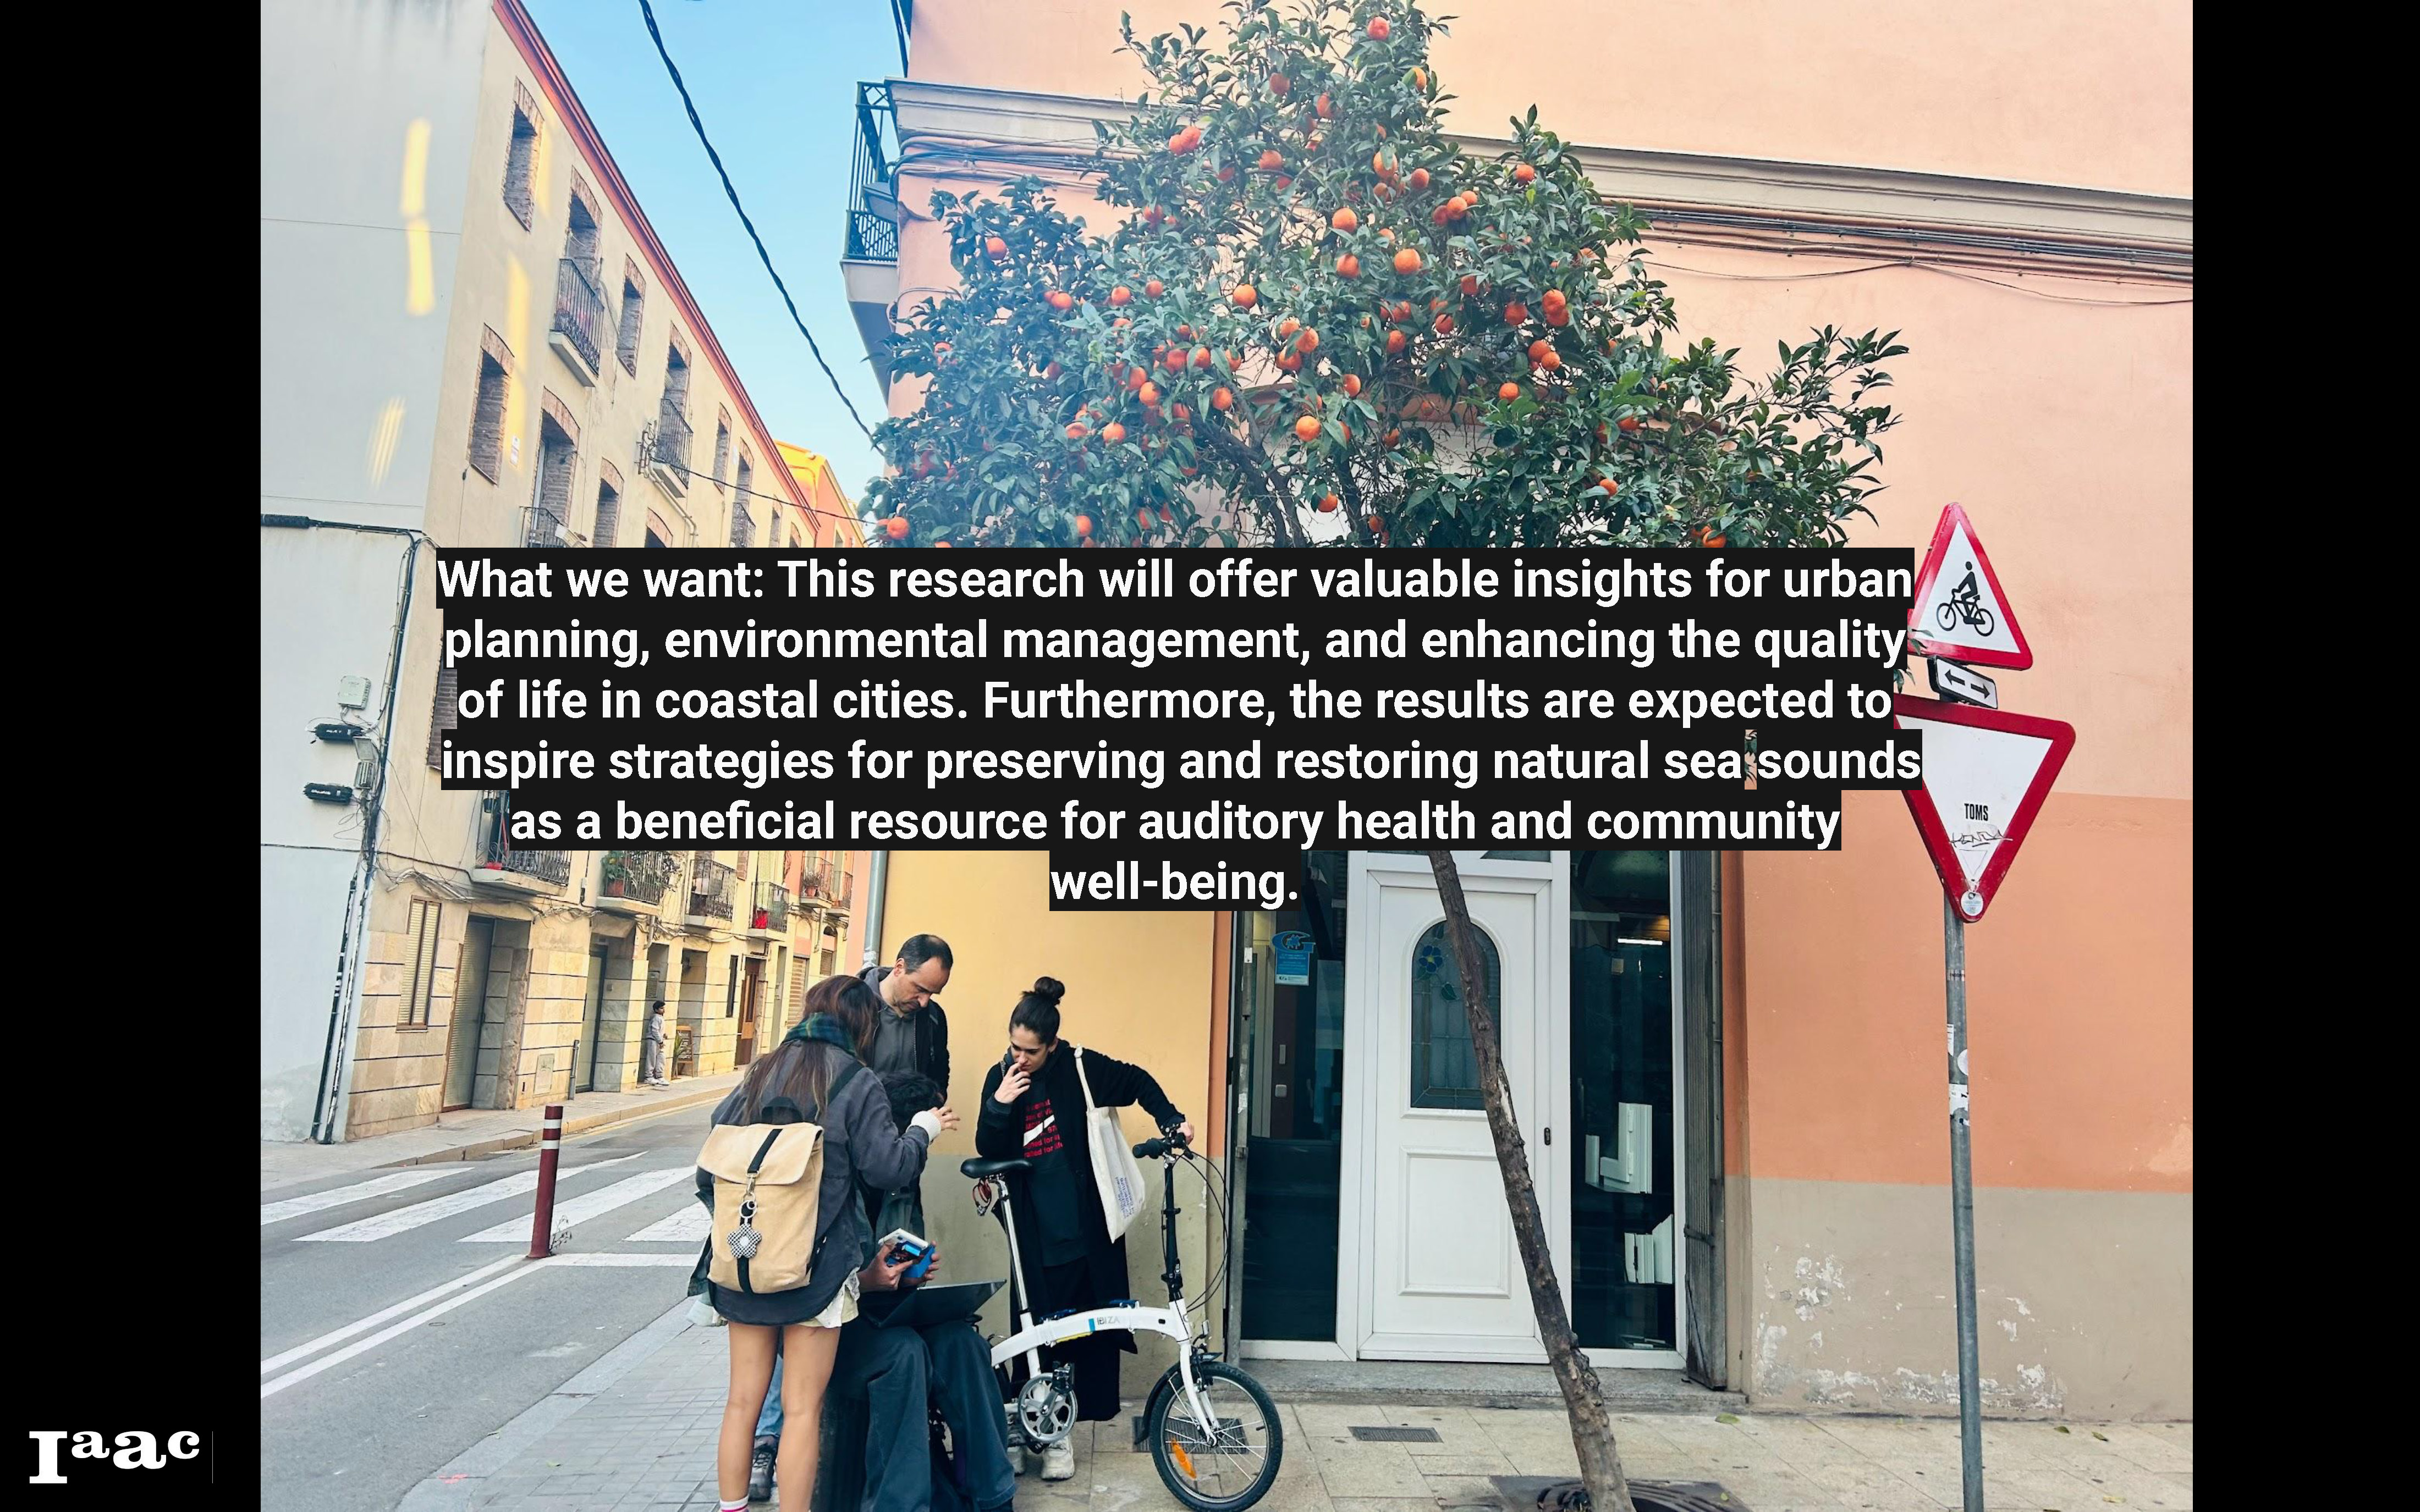 What we want: This research will offer valuable insights for urban
planning, environmental management, and enhancing the quality
of life in coastal cities. Furthermore, the results are expected to
inspire strategies for preserving and restoring natural sea sounds
as a beneficial resource for auditory health and community
well-being.
TOMS
IBIZA
Iaac